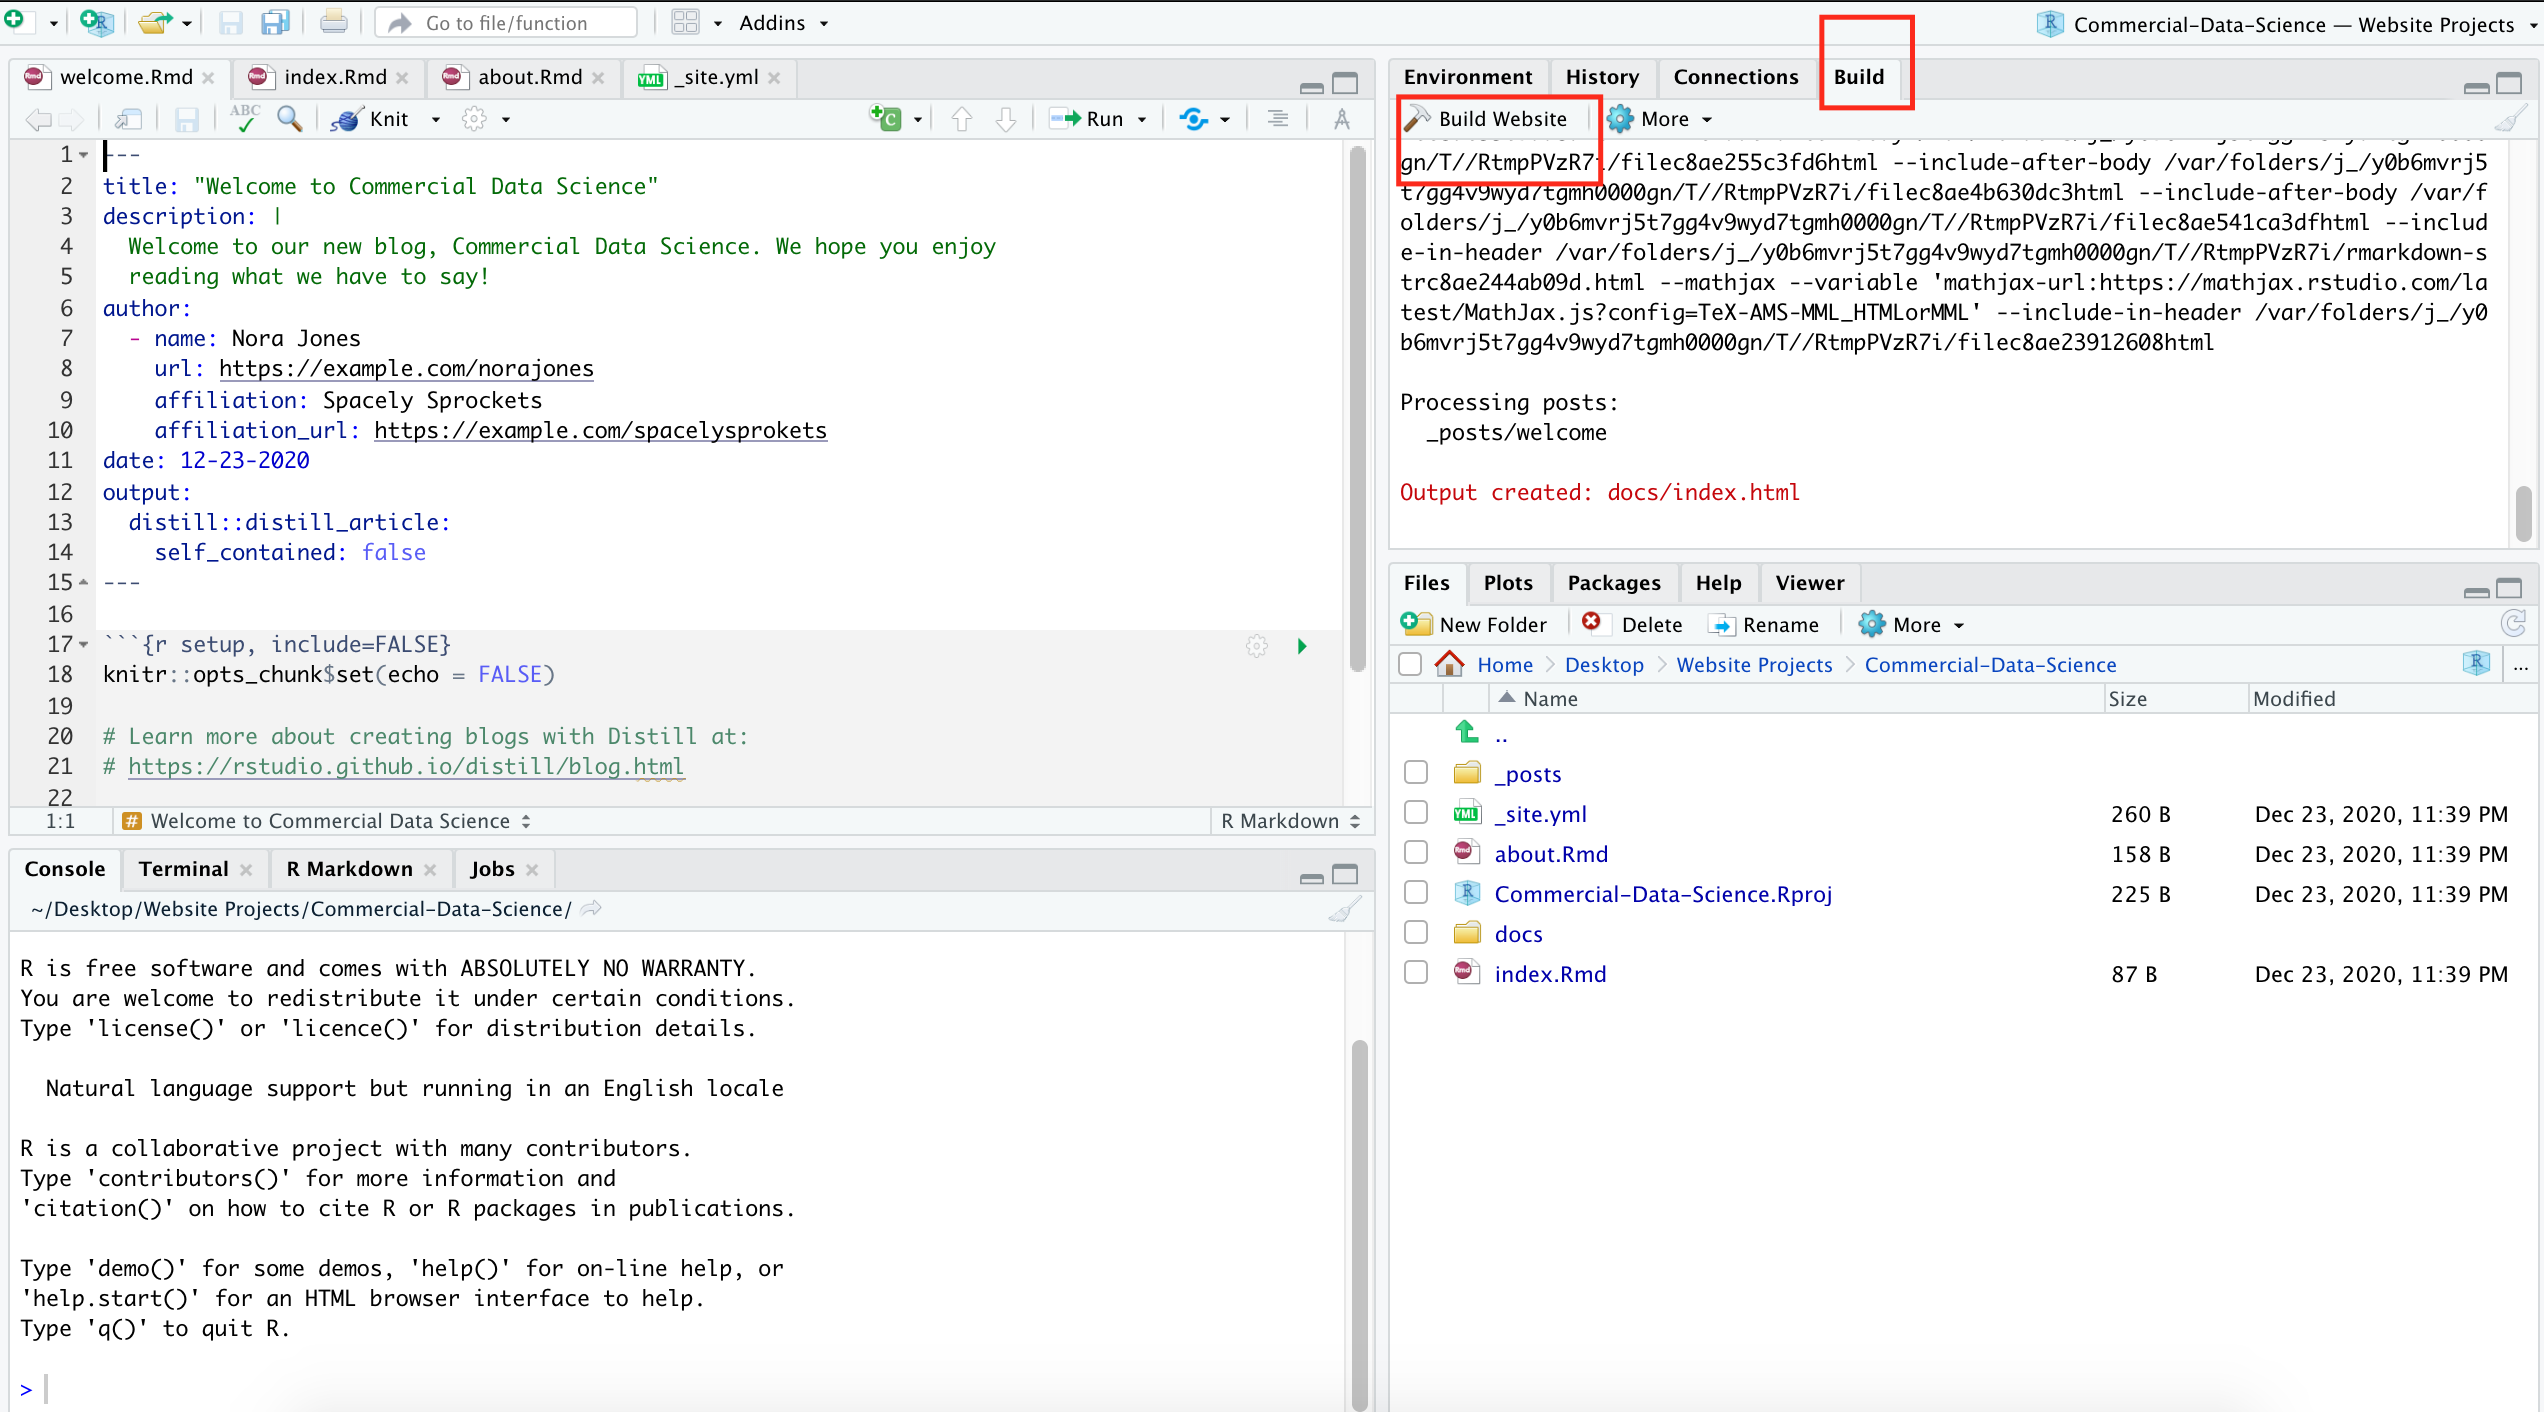 Go to file/function
Addins
Commercial-Data-Science — Website Projects
welcome.Rmd
index.Rmd
about.Rmd
_site.yml
ABC
Knit
Run
1 ---
2 title: "Welcome to Commercial Data Science"
3 description: |
4 Welcome to our new blog, Commercial Data Science. We hope you enjoy
5 reading what we have to say!
6 author:
7 - name: Nora Jones
8 url: https://example.com/norajones
9 affiliation: Spacely Sprockets
10 affiliation_url: https://example.com/spacelysprokets
11 date: 12-23-2020
12 output:
13 distill::distill_article:
14 self_contained: false
15 ---
16
17 ```{r setup, include=FALSE}
18 knitr::opts_chunk$set(echo = FALSE)
19
20 # Learn more about creating blogs with Distill at:
21 # https://rstudio.github.io/distill/blog.html
22
1:1
Welcome to Commercial Data Science
R Markdown
Console
Terminal
R Markdown
Jobs
~/Desktop/Website Projects/Commercial-Data-Science/
R is free software and comes with ABSOLUTELY NO WARRANTY.
You are welcome to redistribute it under certain conditions.
Type 'license()' or 'licence()' for distribution details.
Natural language support but running in an English locale
R is a collaborative project with many contributors.
Type 'contributors()' for more information and
'citation()' on how to cite R or R packages in publications.
Type 'demo()' for some demos, 'help()' for on-line help, or
'help.start()' for an HTML browser interface to help.
Type 'q()' to quit R.
>
Environment
History
Connections
Build
Build Website
More
gn/T//RtmpPVzR7i/filec8ae255c3fd6html --include-after-body /var/folders/j_/y0b6mvrj5
t7gg4v9wyd7tgmh0000gn/T//RtmpPVzR7i/filec8ae4b630dc3html --include-after-body /var/f
olders/j_/y0b6mvrj5t7gg4v9wyd7tgmh0000gn/T//RtmpPVzR7i/filec8ae541ca3dfhtml --includ
e-in-header /var/folders/j_/y0b6mvrj5t7gg4v9wyd7tgmh0000gn/T//RtmpPVzR7i/rmarkdown-s
trc8ae244ab09d.html --mathjax --variable 'mathjax-url:https://mathjax.rstudio.com/la
test/MathJax.js?config=TeX-AMS-MML_HTMLorMML' --include-in-header /var/folders/j_/y0
b6mvrj5t7gg4v9wyd7tgmh0000gn/T//RtmpPVzR7i/filec8ae23912608html
Processing posts:
_posts/welcome
Output created: docs/index.html
Files
Plots
Packages
Help
Viewer
New Folder
Delete
Rename
More
Home
Desktop
Website Projects
Commercial-Data-Science
...
Name Size Modified
..
_posts
_site.yml 260 B Dec 23, 2020, 11:39 PM
about.Rmd 158 B Dec 23, 2020, 11:39 PM
Commercial-Data-Science.Rproj 225 B Dec 23, 2020, 11:39 PM
docs
index.Rmd 87 B Dec 23, 2020, 11:39 PM